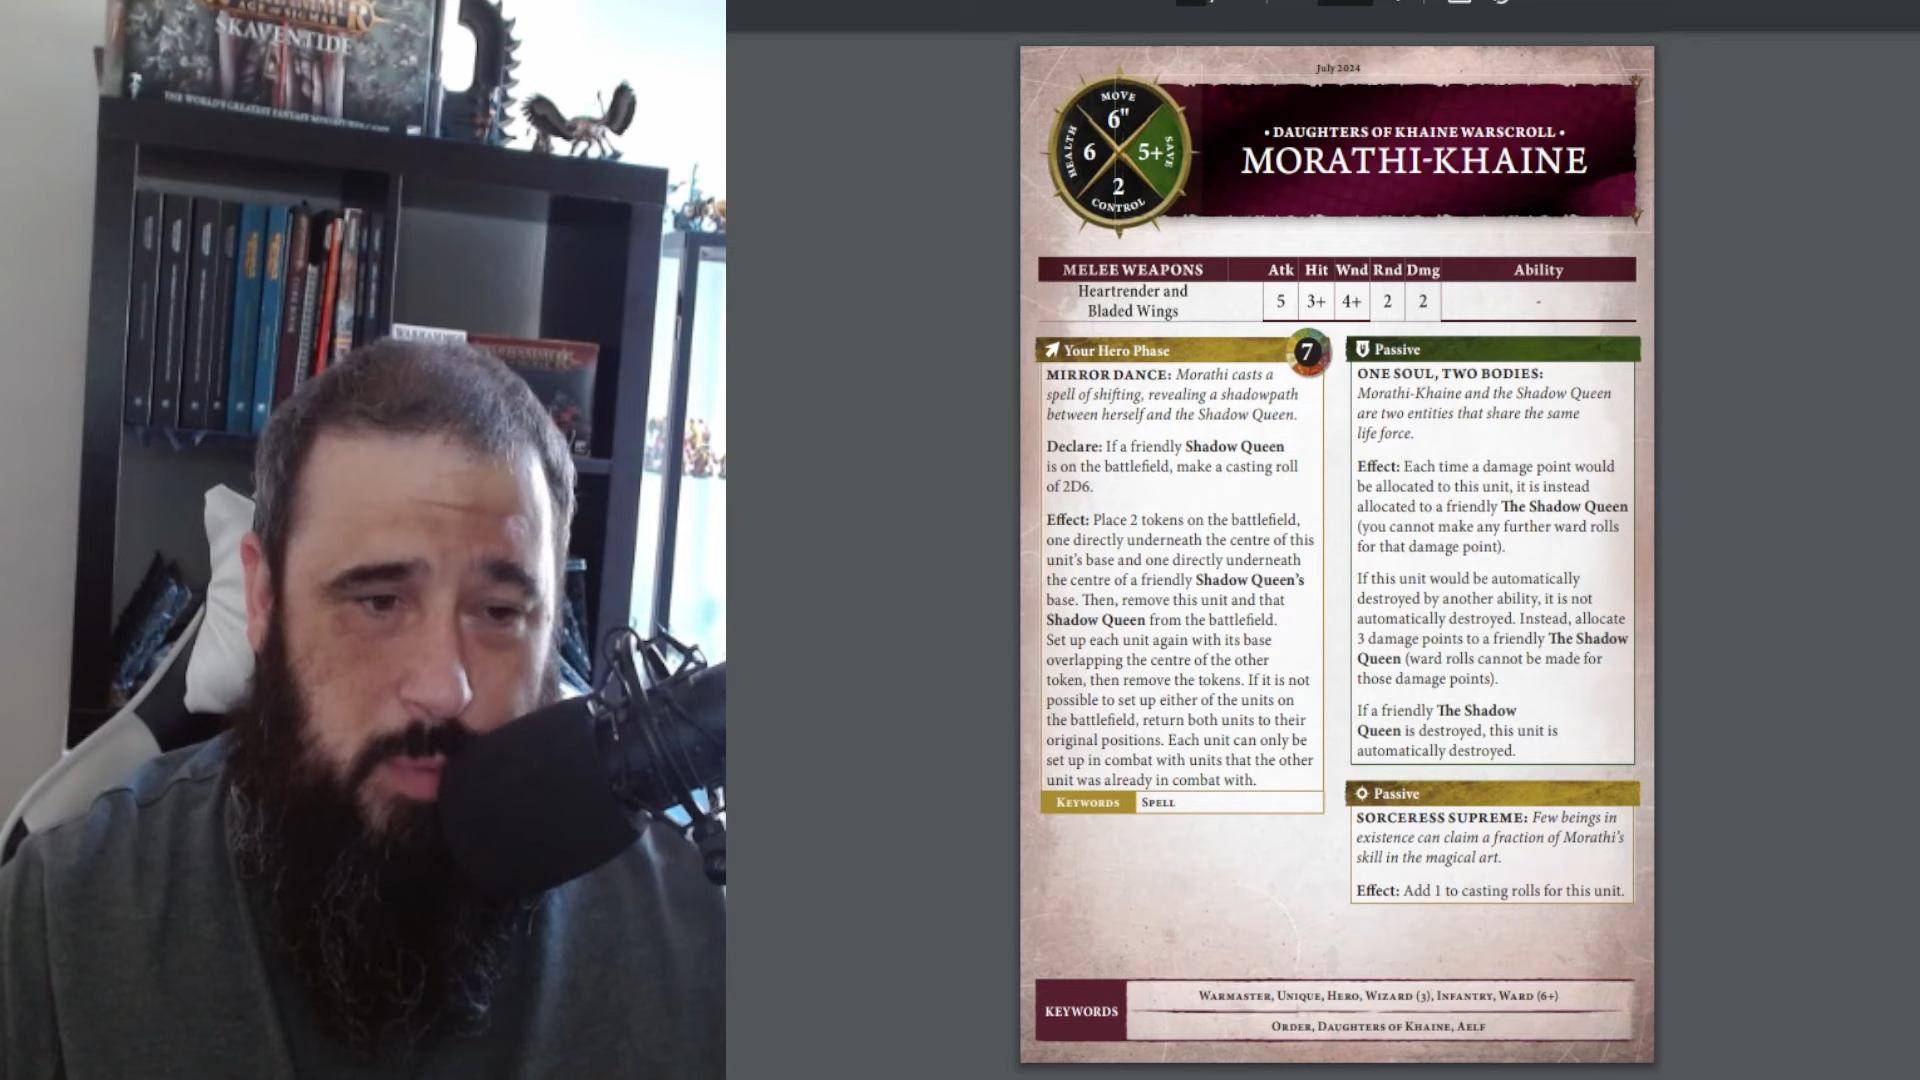 SKAVENTIDE
THE WORLD'S GREATEST FANTASY MINIATURES GAME
July 2024
MOVE
6"
HEALTH
6
5+
SAVE
2
CONTROL
• DAUGHTERS OF KHAINE WARSCROLL •
MORATHI-KHAINE
MELEE WEAPONS Atk Hit Wnd Rnd Dmg Ability
Heartrender and
Bladed Wings 5 3+ 4+ 2 2 -
Your Hero Phase
7
MIRROR DANCE: Morathi casts a
spell of shifting, revealing a shadowpath
between herself and the Shadow Queen.
Declare: If a friendly Shadow Queen
is on the battlefield, make a casting roll
of 2D6.
Effect: Place 2 tokens on the battlefield,
one directly underneath the centre of this
unit's base and one directly underneath
the centre of a friendly Shadow Queen's
base. Then, remove this unit and that
Shadow Queen from the battlefield.
Set up each unit again with its base
overlapping the centre of the other
token, then remove the tokens. If it is not
possible to set up either of the units on
the battlefield, return both units to their
original positions. Each unit can only be
set up in combat with units that the other
unit was already in combat with.
KEYWORDS SPELL
Passive
ONE SOUL, TWO BODIES:
Morathi-Khaine and the Shadow Queen
are two entities that share the same
life force.
Effect: Each time a damage point would
be allocated to this unit, it is instead
allocated to a friendly The Shadow Queen
(you cannot make any further ward rolls
for that damage point).
If this unit would be automatically
destroyed by another ability, it is not
automatically destroyed. Instead, allocate
3 damage points to a friendly The Shadow
Queen (ward rolls cannot be made for
those damage points).
If a friendly The Shadow
Queen is destroyed, this unit is
automatically destroyed.
Passive
SORCERESS SUPREME: Few beings in
existence can claim a fraction of Morathi's
skill in the magical art.
Effect: Add 1 to casting rolls for this unit.
KEYWORDS
WARMASTER, UNIQUE, HERO, WIZARD (3), INFANTRY, WARD (6+)
ORDER, DAUGHTERS OF KHAINE, AELF